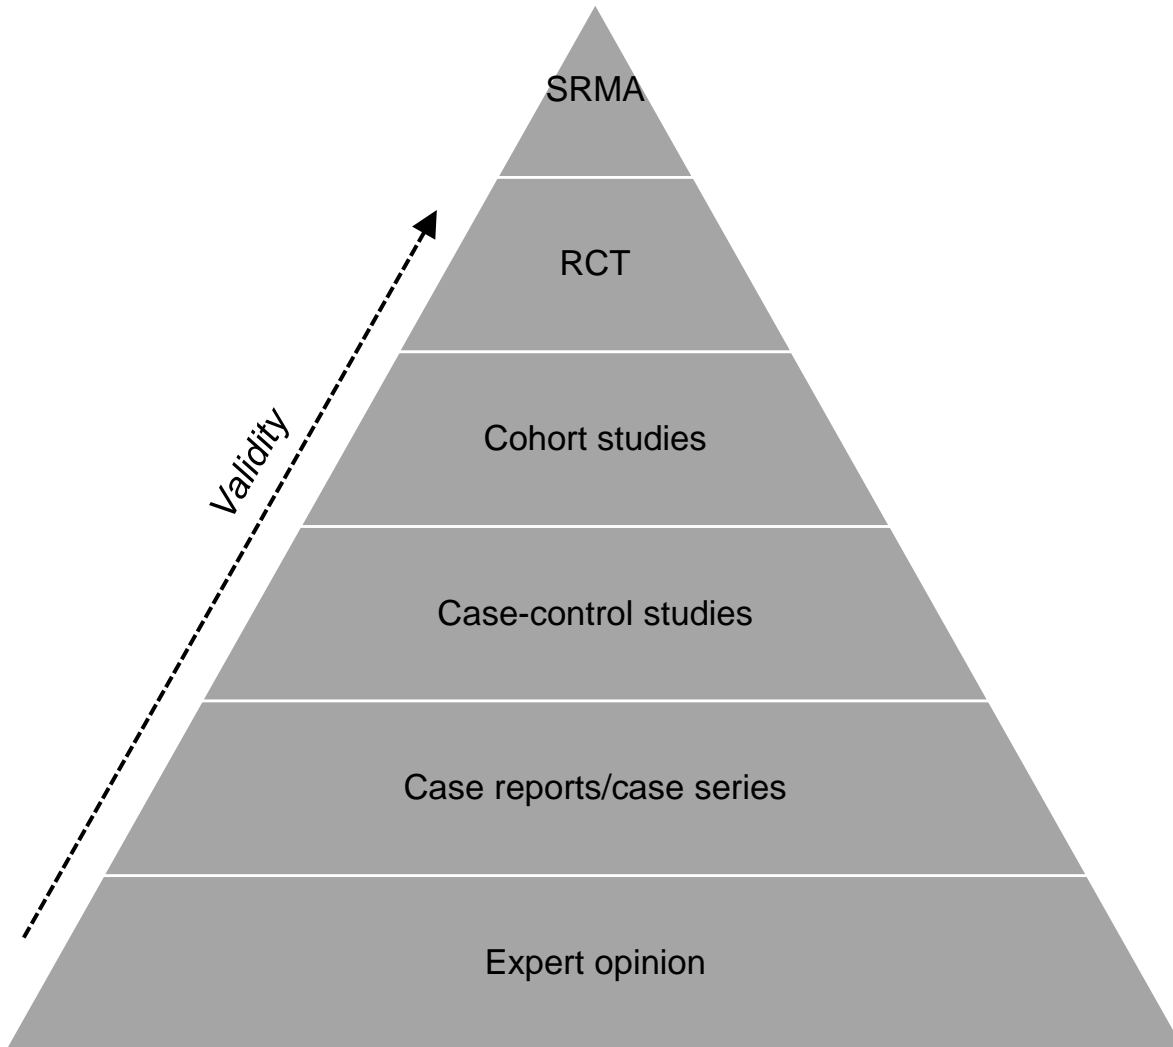 SRMA
RCT
Validity
Cohort studies
Case-control studies
Case reports/case series
Expert opinion